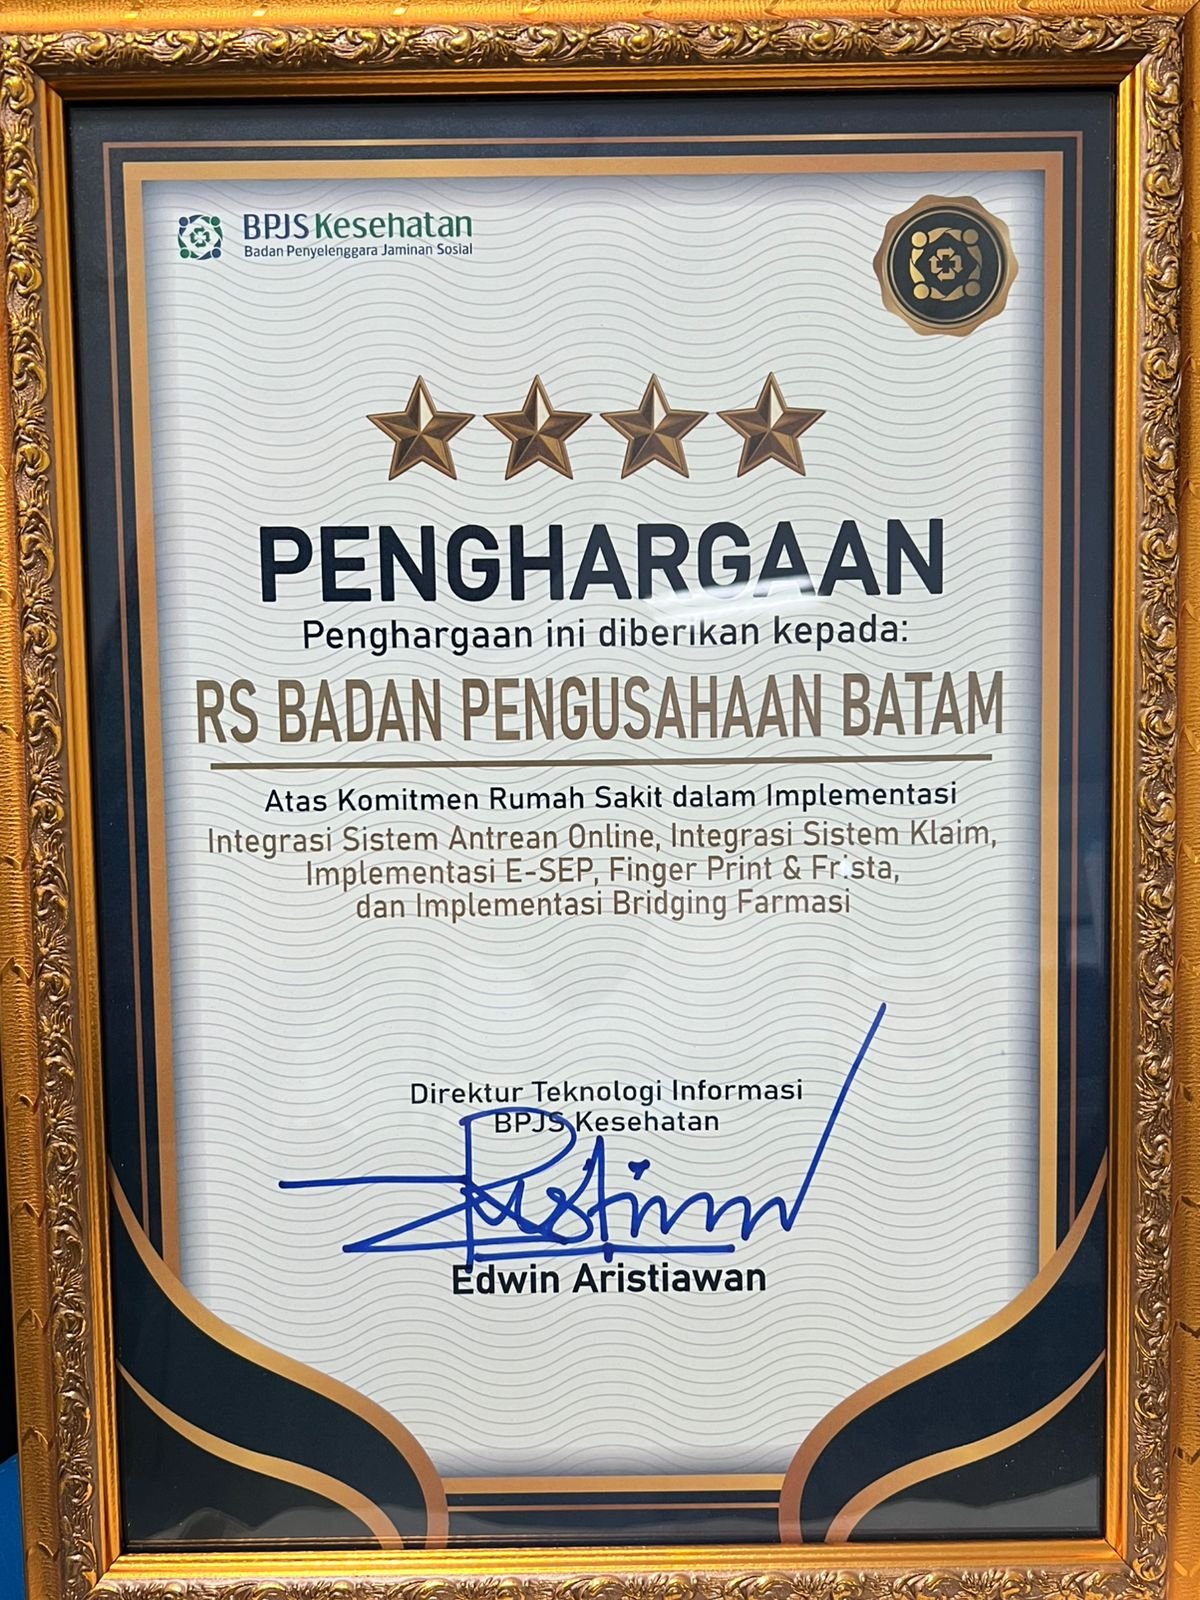 BPJS Kesehatan
Badan Penyelenggara Jaminan Sosial
PENGHARGAAN
Penghargaan ini diberikan kepada:
RS BADAN PENGUSAHAAN BATAM
Atas Komitmen Rumah Sakit dalam Implementasi
Integrasi Sistem Antrean Online, Integrasi Sistem Klaim,
Implementasi E-SEP, Finger Print & Frista,
dan Implementasi Bridging Farmasi
Direktur Teknologi Informasi
BPJS Kesehatan
Edwin Aristiawan